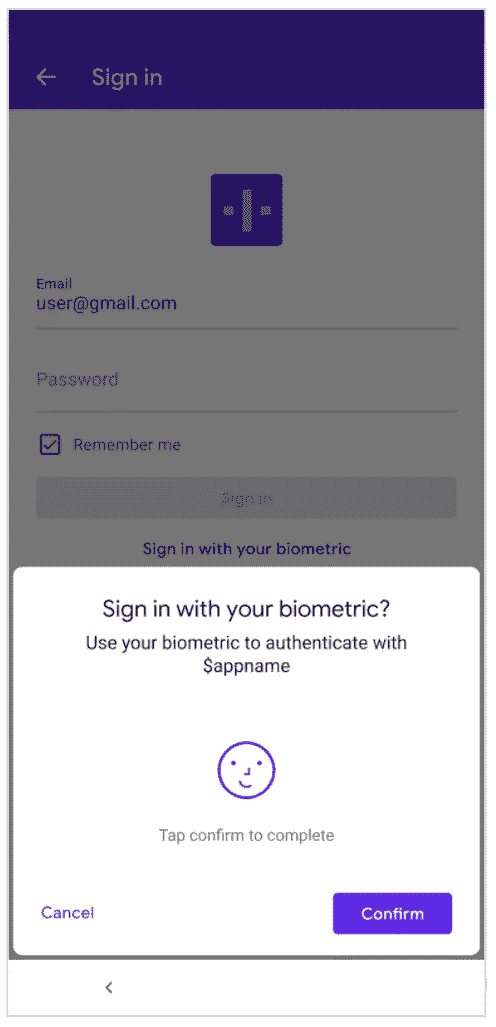 Sign in
Email
user@gmail.com
Password
Remember me
Sign in
Sign in with your biometric
Sign in with your biometric?
Use your biometric to authenticate with
$appname
Tap confirm to complete
Cancel
Confirm